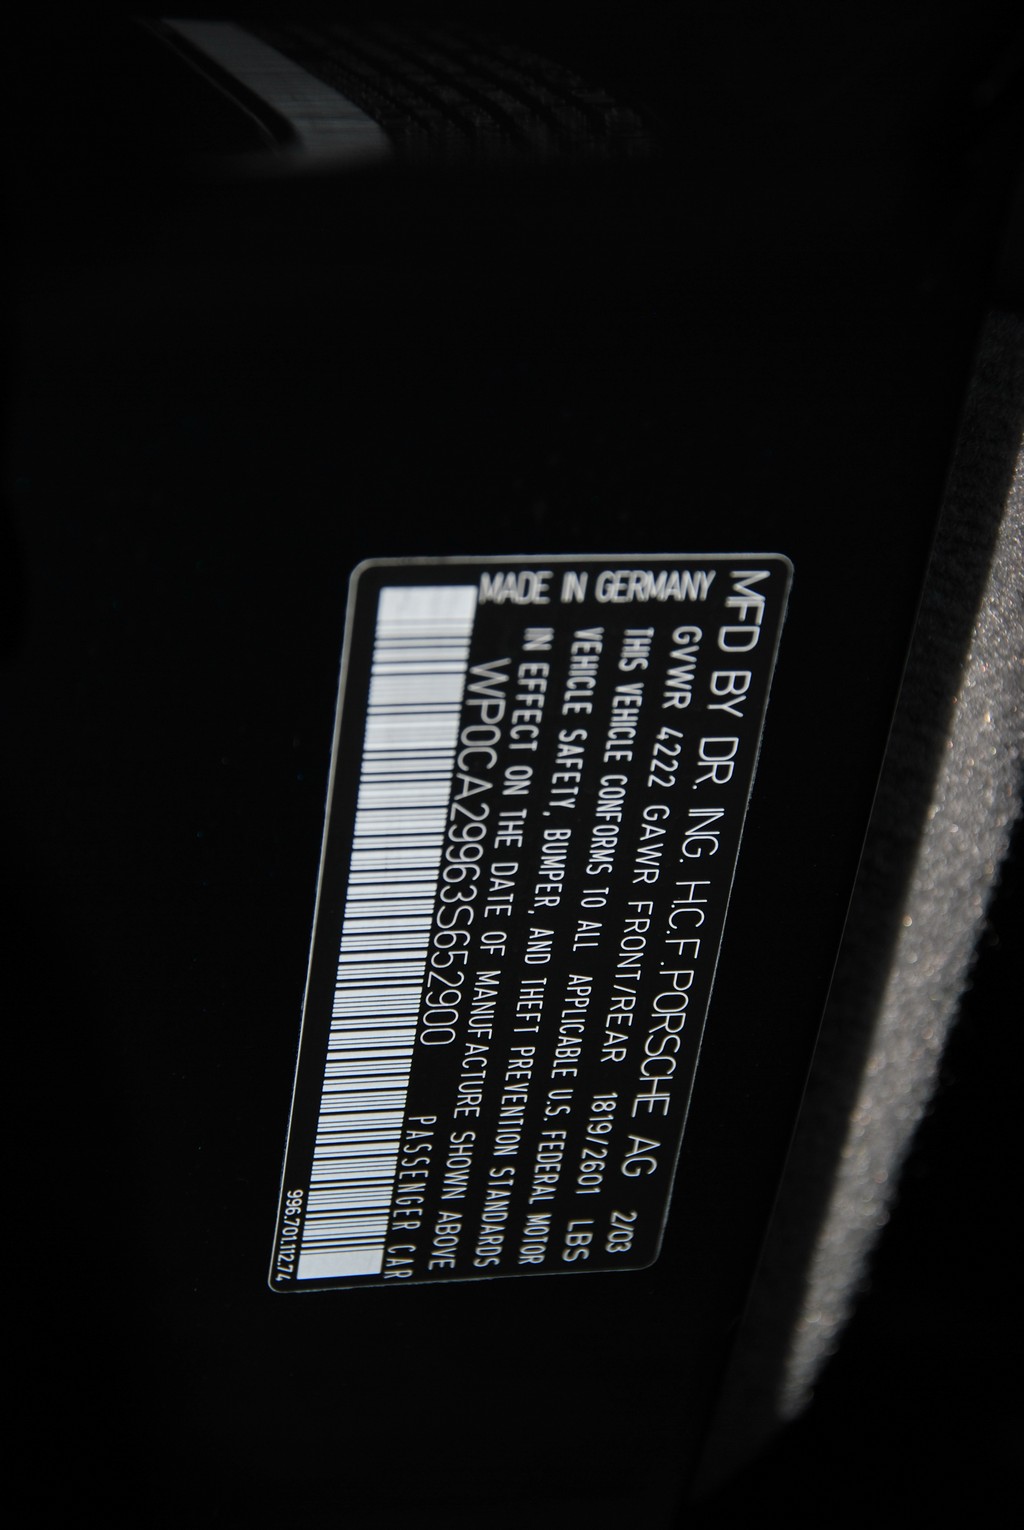 MFD BY DR. ING. H.C.F. PORSCHE AG 2/03
GVWR 4222 GAWR FRONT/REAR 1819/2601 LBS
THIS VEHICLE CONFORMS TO ALL APPLICABLE U.S. FEDERAL MOTOR
VEHICLE SAFETY, BUMPER, AND THEFT PREVENTION STANDARDS
IN EFFECT ON THE DATE OF MANUFACTURE SHOWN ABOVE
WP0CA29963S652900 PASSENGER CAR
MADE IN GERMANY
996.701.112.74